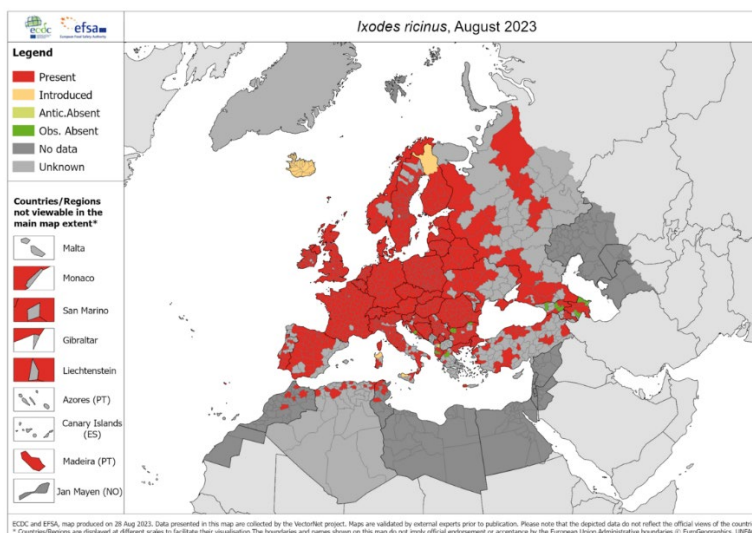 ecdc
efsa
European Food Safety Authority
Ixodes ricinus, August 2023
Legend
Present
Introduced
Antic.Absent
Obs. Absent
No data
Unknown
Countries/Regions
not viewable in the
main map extent*
Malta
Monaco
San Marino
Gibraltar
Liechtenstein
Azores (PT)
Canary Islands
(ES)
Madeira (PT)
Jan Mayen (NO)
ECDC and EFSA, map produced on 28 Aug 2023. Data presented in this map are collected by the VectorNet project. Maps are validated by external experts prior to publication. Please note that the depicted data do not reflect the official views of the countri
* Countries/Regions are displayed at different scales to facilitate their visualisation. The boundaries and names shown on this map do not imply official endorsement or acceptance by the European Union. Administrative boundaries © EuroGeographics, UNFAO